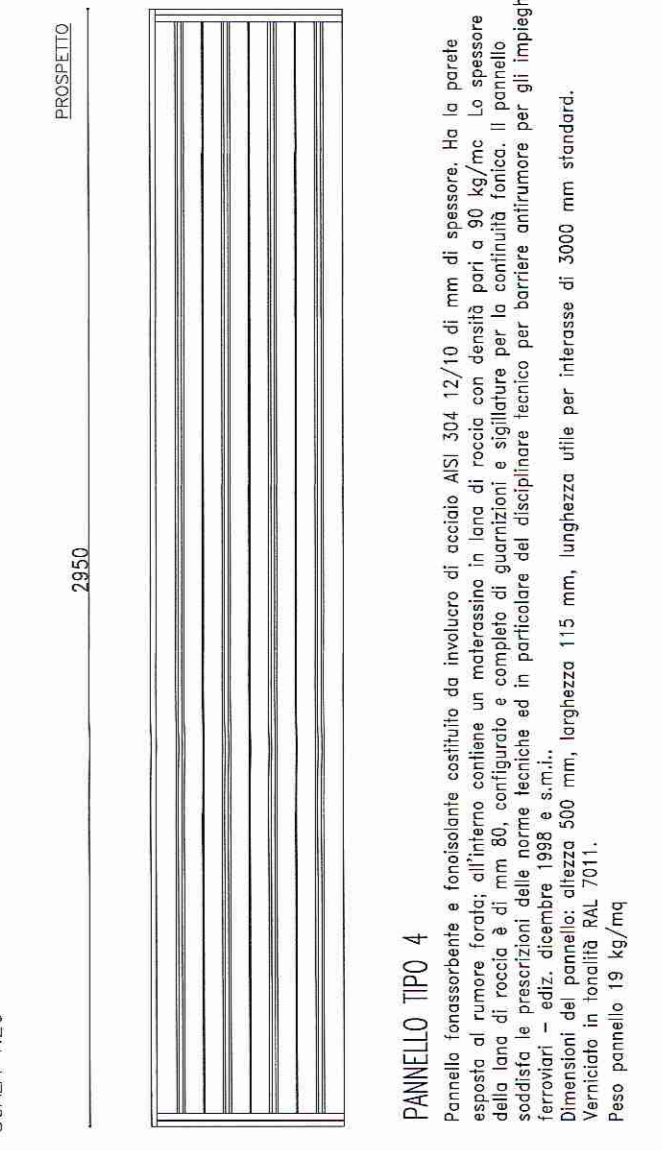 PROSPETTO
2950
PANNELLO TIPO 4
Pannello fonassorbente e fonoisolante costituito da involucro di acciaio AISI 304 12/10 di mm di spessore. Ha la parete
esposta al rumore forata; all'interno contiene un materassino in lana di roccia con densità pari a 90 kg/mc Lo spessore
della lana di roccia è di mm 80, configurato e completo di guarnizioni e sigillature per la continuità fonica. Il pannello
soddisfa le prescrizioni delle norme tecniche ed in particolare del disciplinare tecnico per barriere antirumore per gli impieghi
ferroviari – ediz. dicembre 1998 e s.m.i..
Dimensioni del pannello: altezza 500 mm, larghezza 115 mm, lunghezza utile per interasse di 3000 mm standard.
Verniciato in tonalità RAL 7011.
Peso pannello 19 kg/mq